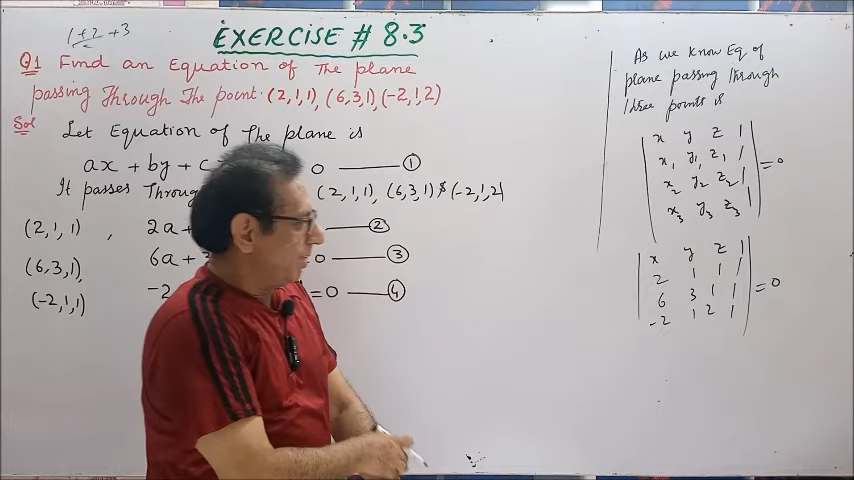 1+2+3
EXERCISE # 8.3
Q1 Find an Equation of The plane
passing Through The point. (2,1,1), (6,3,1), (-2,1,2)
Sol Let Equation of The plane is
ax + by + c 0 —— ①
It passes Through (2,1,1), (6,3,1) & (-2,1,2)
(2,1,1), 2a+ —— ②
(6,3,1), 6a+ =0 —— ③
(-2,1,1) -2 =0 —— ④
As we know Eq of
plane passing through
three points is
x y z 1
x₁ y₁ z₁ 1
x₂ y₂ z₂ 1 =0
x₃ y₃ z₃ 1
x y z 1
2 1 1 1
6 3 1 1 =0
-2 1 2 1